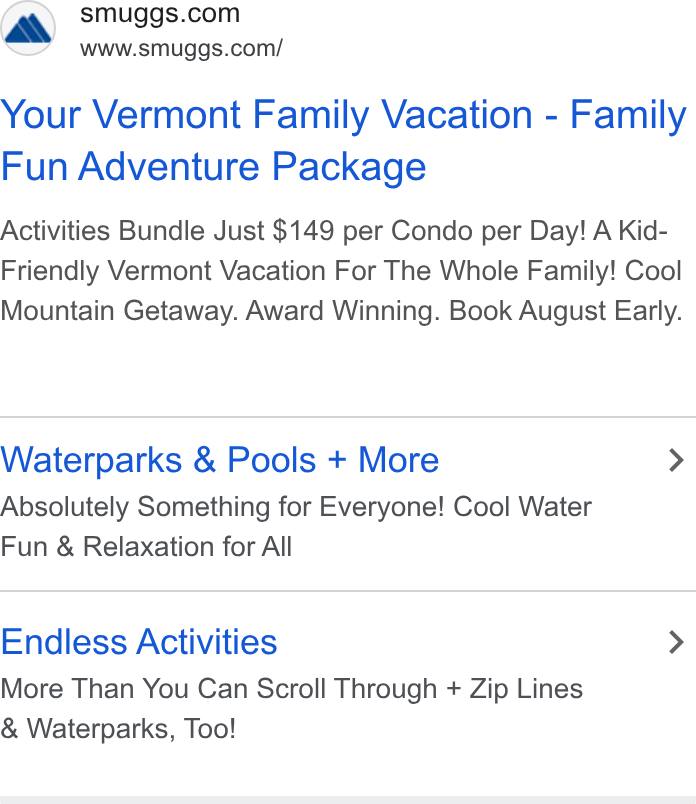 smuggs.com
www.smuggs.com/
Your Vermont Family Vacation - Family
Fun Adventure Package
Activities Bundle Just $149 per Condo per Day! A Kid-
Friendly Vermont Vacation For The Whole Family! Cool
Mountain Getaway. Award Winning. Book August Early.
Waterparks & Pools + More
Absolutely Something for Everyone! Cool Water
Fun & Relaxation for All
Endless Activities
More Than You Can Scroll Through + Zip Lines
& Waterparks, Too!